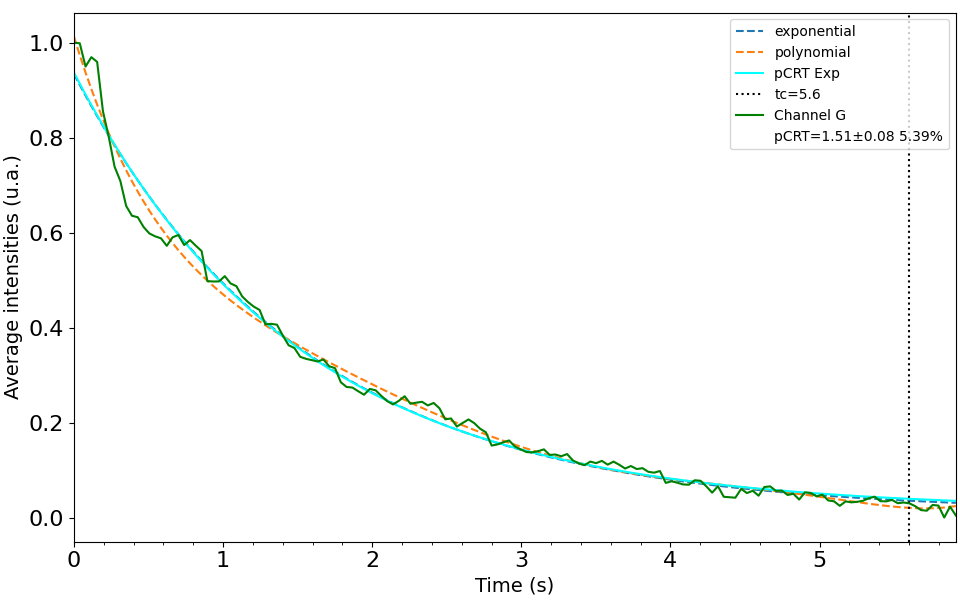 1.0
0.8
0.6
0.4
0.2
0.0
Average intensities (u.a.)
0
1
2
3
4
5
Time (s)
exponential
polynomial
pCRT Exp
tc=5.6
Channel G
pCRT=1.51±0.08 5.39%